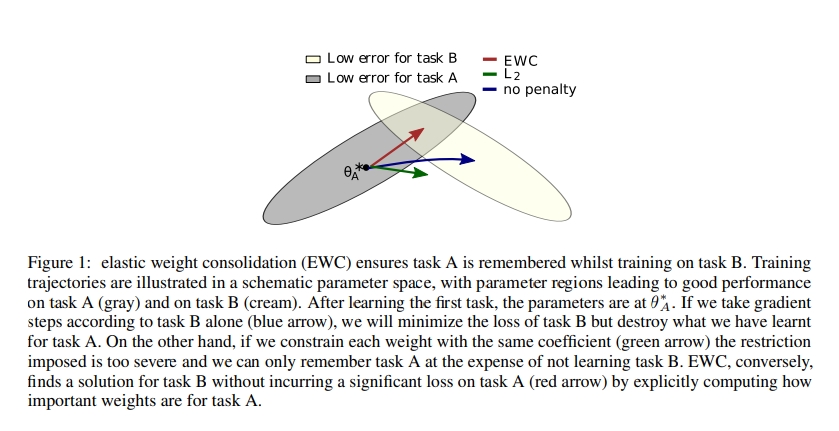 Low error for task B
Low error for task A
EWC
L2
no penalty
θA*
Figure 1: elastic weight consolidation (EWC) ensures task A is remembered whilst training on task B. Training
trajectories are illustrated in a schematic parameter space, with parameter regions leading to good performance
on task A (gray) and on task B (cream). After learning the first task, the parameters are at θ*A. If we take gradient
steps according to task B alone (blue arrow), we will minimize the loss of task B but destroy what we have learnt
for task A. On the other hand, if we constrain each weight with the same coefficient (green arrow) the restriction
imposed is too severe and we can only remember task A at the expense of not learning task B. EWC, conversely,
finds a solution for task B without incurring a significant loss on task A (red arrow) by explicitly computing how
important weights are for task A.